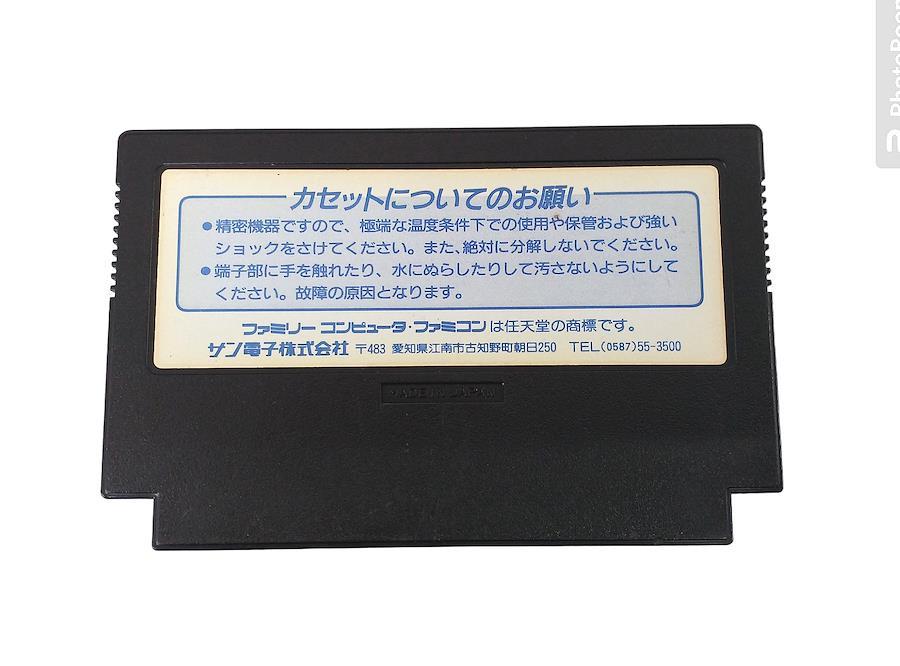 カセットについてのお願い
●精密機器ですので、極端な温度条件下での使用や保管および強い
ショックをさけてください。また、絶対に分解しないでください。
●端子部に手を触れたり、水にぬらしたりして汚さないようにして
ください。故障の原因となります。
ファミリーコンピュータ・ファミコンは任天堂の商標です。
サン電子株式会社 〒483 愛知県江南市古知野町朝日250 TEL(0587)55-3500
MADE IN JAPAN